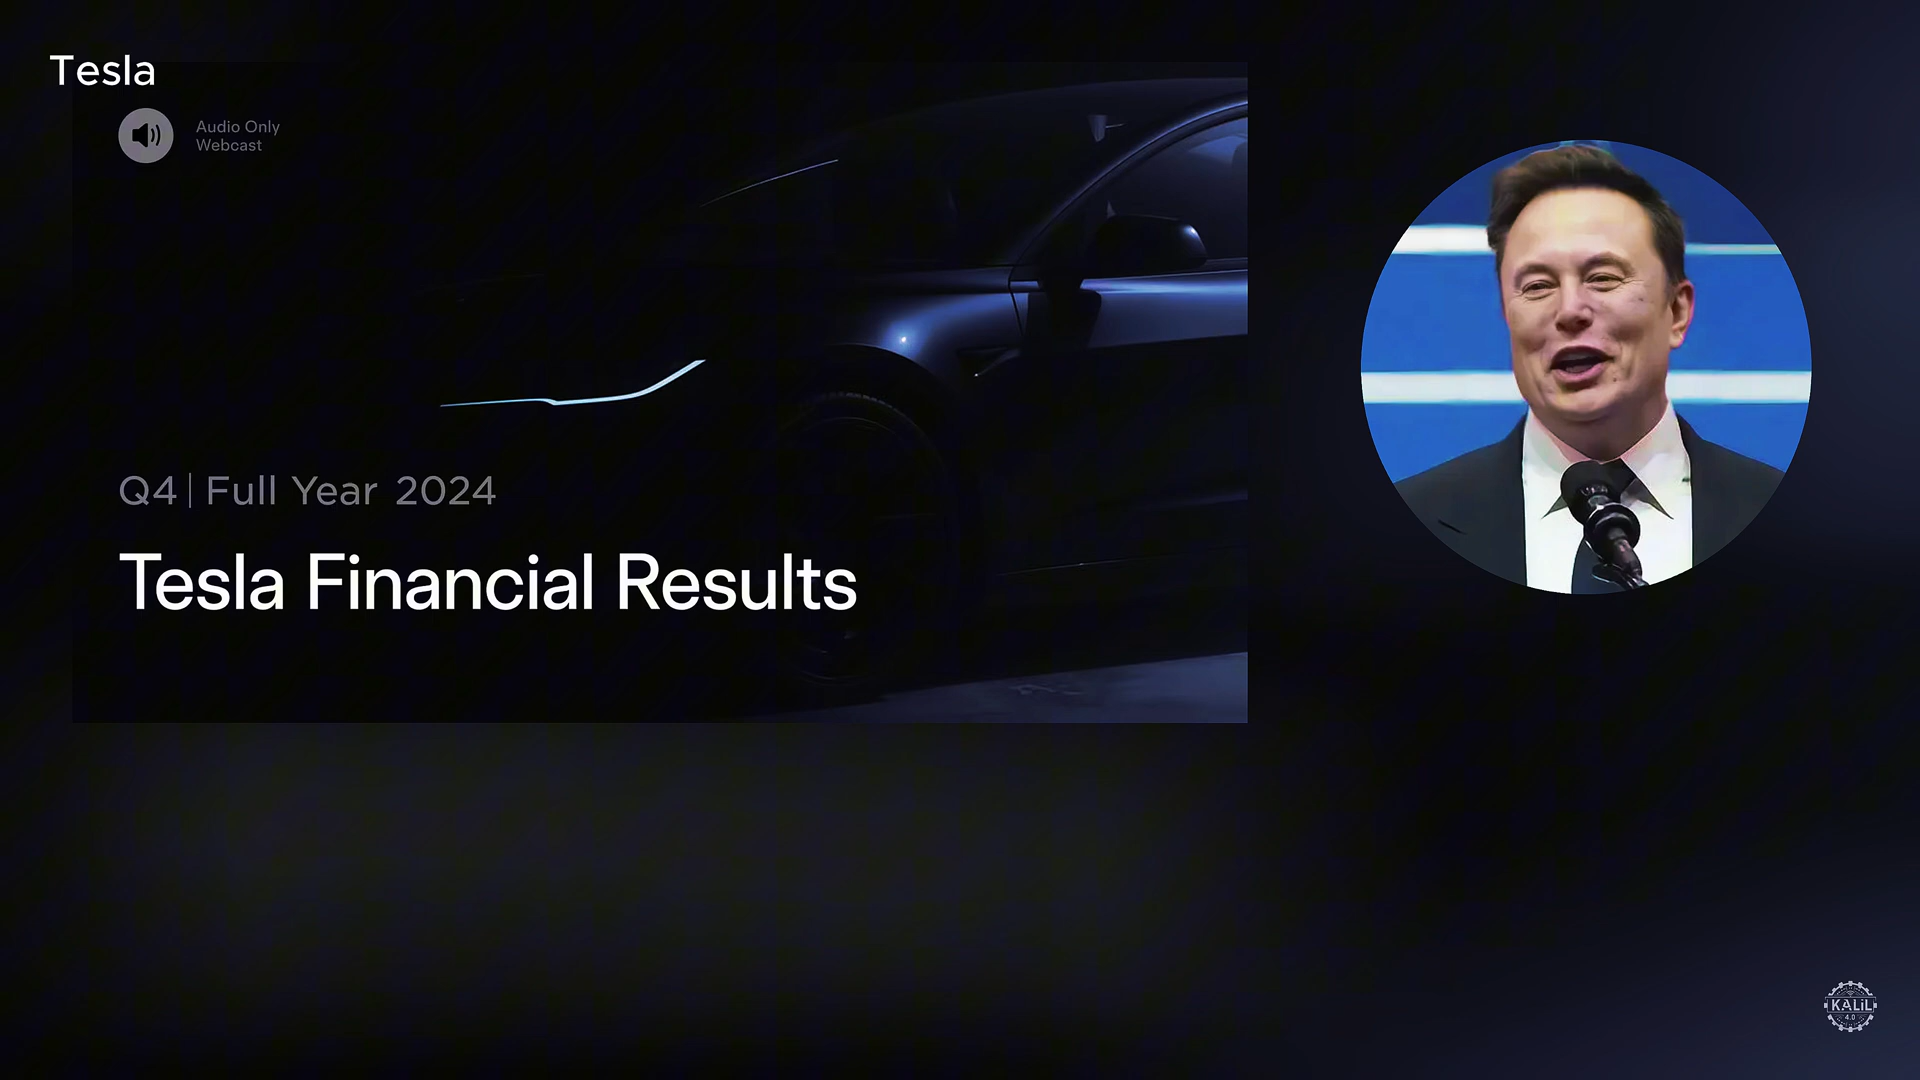 Tesla
Audio Only
Webcast
Q4 | Full Year 2024
Tesla Financial Results
KALiL
4.0